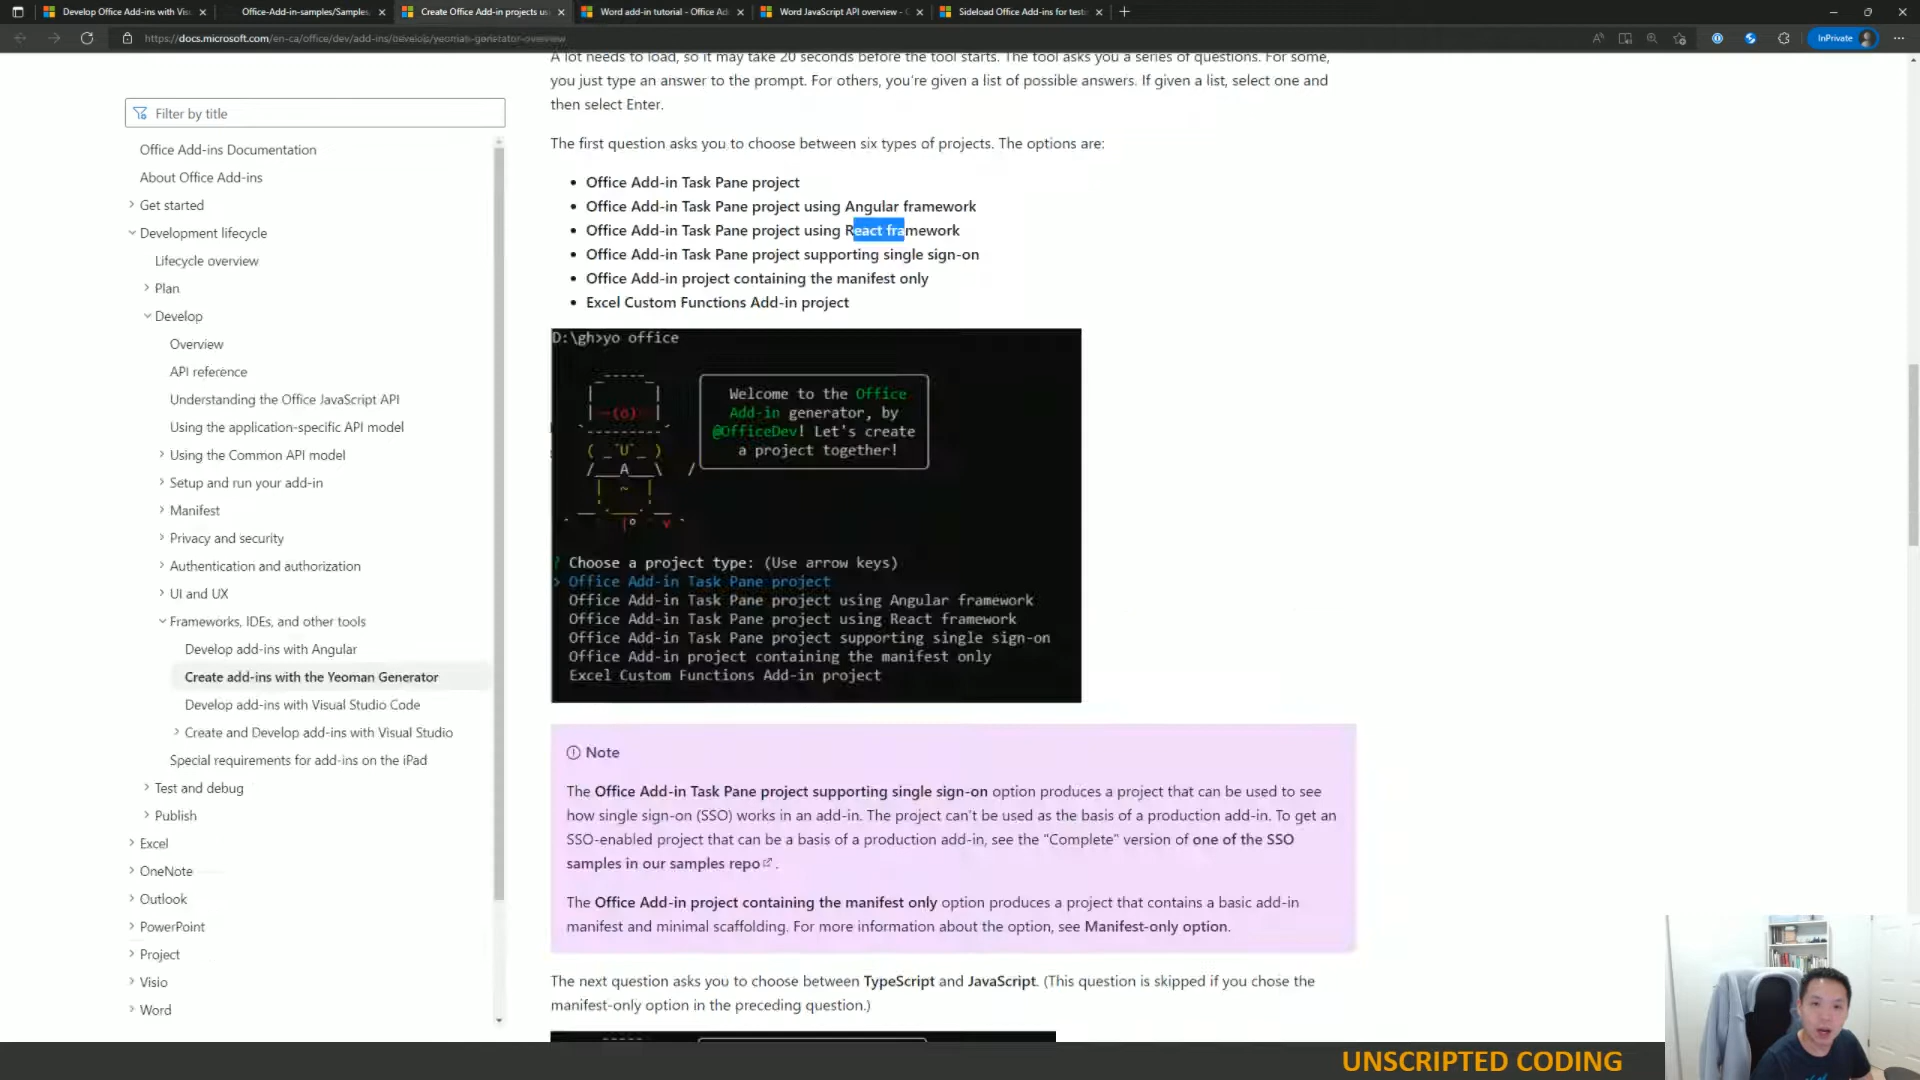 Develop Office Add-ins with Visu
Office-Add-in-samples/Samples.
Create Office Add-in projects us
Word add-in tutorial - Office Ad
Word JavaScript API overview - O
Sideload Office Add-ins for testi
https://docs.microsoft.com/en-ca/office/dev/add-ins/develop/yeoman-generator-overview
InPrivate
Filter by title
Office Add-ins Documentation
About Office Add-ins
Get started
Development lifecycle
Lifecycle overview
Plan
Develop
Overview
API reference
Understanding the Office JavaScript API
Using the application-specific API model
Using the Common API model
Setup and run your add-in
Manifest
Privacy and security
Authentication and authorization
UI and UX
Frameworks, IDEs, and other tools
Develop add-ins with Angular
Create add-ins with the Yeoman Generator
Develop add-ins with Visual Studio Code
Create and Develop add-ins with Visual Studio
Special requirements for add-ins on the iPad
Test and debug
Publish
Excel
OneNote
Outlook
PowerPoint
Project
Visio
Word
A lot needs to load, so it may take 20 seconds before the tool starts. The tool asks you a series of questions. For some,
you just type an answer to the prompt. For others, you're given a list of possible answers. If given a list, select one and
then select Enter.
The first question asks you to choose between six types of projects. The options are:
• Office Add-in Task Pane project
• Office Add-in Task Pane project using Angular framework
• Office Add-in Task Pane project using React framework
• Office Add-in Task Pane project supporting single sign-on
• Office Add-in project containing the manifest only
• Excel Custom Functions Add-in project
D:\gh>yo office
Welcome to the Office
Add-in generator, by
@OfficeDev! Let's create
a project together!
? Choose a project type: (Use arrow keys)
> Office Add-in Task Pane project
Office Add-in Task Pane project using Angular framework
Office Add-in Task Pane project using React framework
Office Add-in Task Pane project supporting single sign-on
Office Add-in project containing the manifest only
Excel Custom Functions Add-in project
Note
The Office Add-in Task Pane project supporting single sign-on option produces a project that can be used to see
how single sign-on (SSO) works in an add-in. The project can't be used as the basis of a production add-in. To get an
SSO-enabled project that can be a basis of a production add-in, see the "Complete" version of one of the SSO
samples in our samples repo .
The Office Add-in project containing the manifest only option produces a project that contains a basic add-in
manifest and minimal scaffolding. For more information about the option, see Manifest-only option.
The next question asks you to choose between TypeScript and JavaScript. (This question is skipped if you chose the
manifest-only option in the preceding question.)
UNSCRIPTED CODING